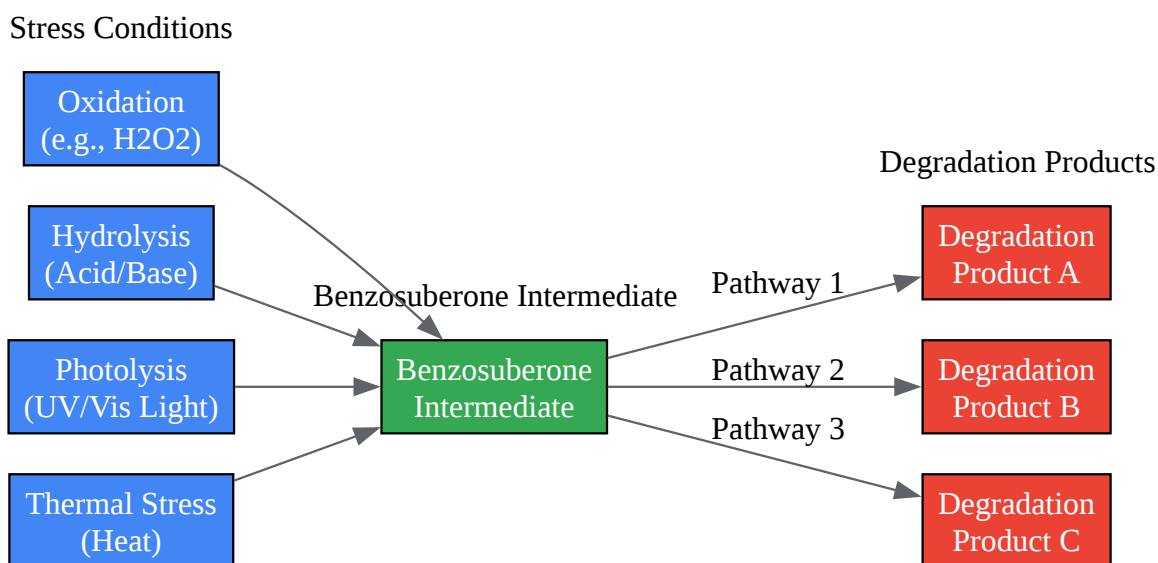 Stress Conditions
Oxidation
(e.g., H2O2)
Hydrolysis
(Acid/Base)
Photolysis
(UV/Vis Light)
Thermal Stress
(Heat)
Benzosuberone Intermediate
Benzosuberone
Intermediate
Pathway 1
Pathway 2
Pathway 3
Degradation Products
Degradation
Product A
Degradation
Product B
Degradation
Product C